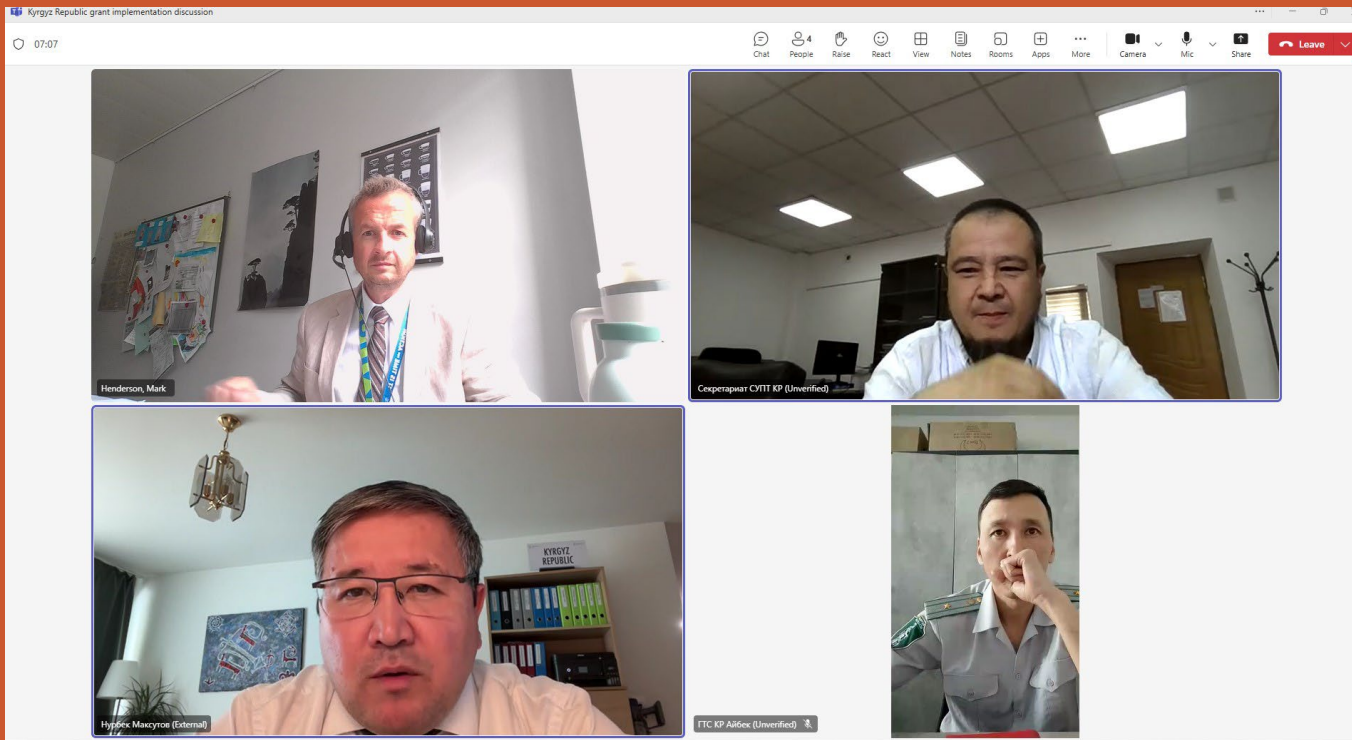 Kyrgyz Republic grant implementation discussion
07:07
Chat
4
People
Raise
React
View
Notes
Rooms
Apps
More
Camera
Mic
Share
Leave
Henderson, Mark
Секретариат СУПТ КР (Unverified)
KYRGYZ
REPUBLIC
Нурбек Максутов (External)
ГТС КР Айбек (Unverified)